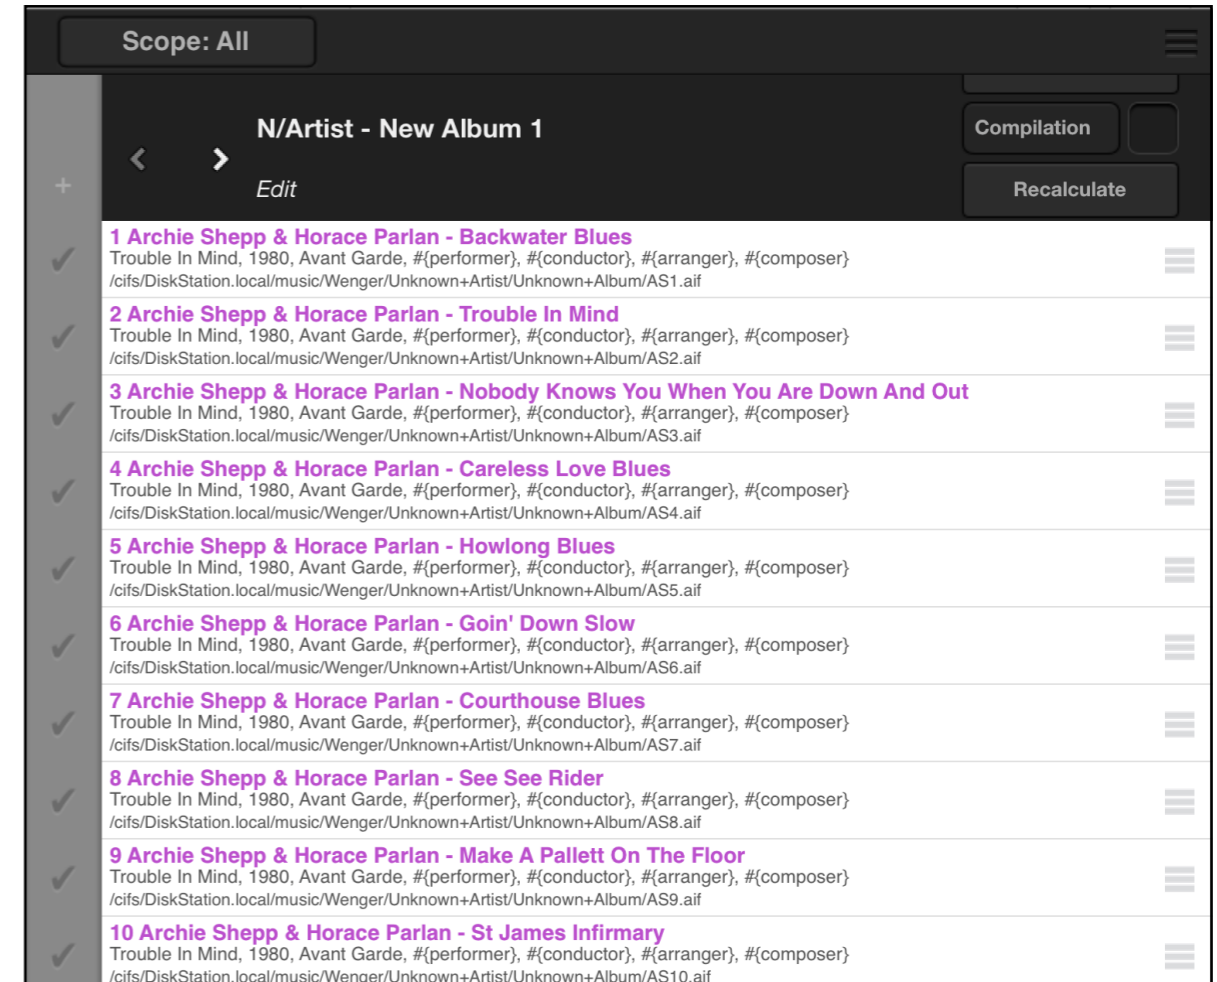 Scope: All
N/Artist - New Album 1
Compilation
Edit
Recalculate
+
1 Archie Shepp & Horace Parlan - Backwater Blues
Trouble In Mind, 1980, Avant Garde, #{performer}, #{conductor}, #{arranger}, #{composer}
/cifs/DiskStation.local/music/Wenger/Unknown+Artist/Unknown+Album/AS1.aif
2 Archie Shepp & Horace Parlan - Trouble In Mind
Trouble In Mind, 1980, Avant Garde, #{performer}, #{conductor}, #{arranger}, #{composer}
/cifs/DiskStation.local/music/Wenger/Unknown+Artist/Unknown+Album/AS2.aif
3 Archie Shepp & Horace Parlan - Nobody Knows You When You Are Down And Out
Trouble In Mind, 1980, Avant Garde, #{performer}, #{conductor}, #{arranger}, #{composer}
/cifs/DiskStation.local/music/Wenger/Unknown+Artist/Unknown+Album/AS3.aif
4 Archie Shepp & Horace Parlan - Careless Love Blues
Trouble In Mind, 1980, Avant Garde, #{performer}, #{conductor}, #{arranger}, #{composer}
/cifs/DiskStation.local/music/Wenger/Unknown+Artist/Unknown+Album/AS4.aif
5 Archie Shepp & Horace Parlan - Howlong Blues
Trouble In Mind, 1980, Avant Garde, #{performer}, #{conductor}, #{arranger}, #{composer}
/cifs/DiskStation.local/music/Wenger/Unknown+Artist/Unknown+Album/AS5.aif
6 Archie Shepp & Horace Parlan - Goin' Down Slow
Trouble In Mind, 1980, Avant Garde, #{performer}, #{conductor}, #{arranger}, #{composer}
/cifs/DiskStation.local/music/Wenger/Unknown+Artist/Unknown+Album/AS6.aif
7 Archie Shepp & Horace Parlan - Courthouse Blues
Trouble In Mind, 1980, Avant Garde, #{performer}, #{conductor}, #{arranger}, #{composer}
/cifs/DiskStation.local/music/Wenger/Unknown+Artist/Unknown+Album/AS7.aif
8 Archie Shepp & Horace Parlan - See See Rider
Trouble In Mind, 1980, Avant Garde, #{performer}, #{conductor}, #{arranger}, #{composer}
/cifs/DiskStation.local/music/Wenger/Unknown+Artist/Unknown+Album/AS8.aif
9 Archie Shepp & Horace Parlan - Make A Pallett On The Floor
Trouble In Mind, 1980, Avant Garde, #{performer}, #{conductor}, #{arranger}, #{composer}
/cifs/DiskStation.local/music/Wenger/Unknown+Artist/Unknown+Album/AS9.aif
10 Archie Shepp & Horace Parlan - St James Infirmary
Trouble In Mind, 1980, Avant Garde, #{performer}, #{conductor}, #{arranger}, #{composer}
/cifs/DiskStation.local/music/Wenger/Unknown+Artist/Unknown+Album/AS10.aif